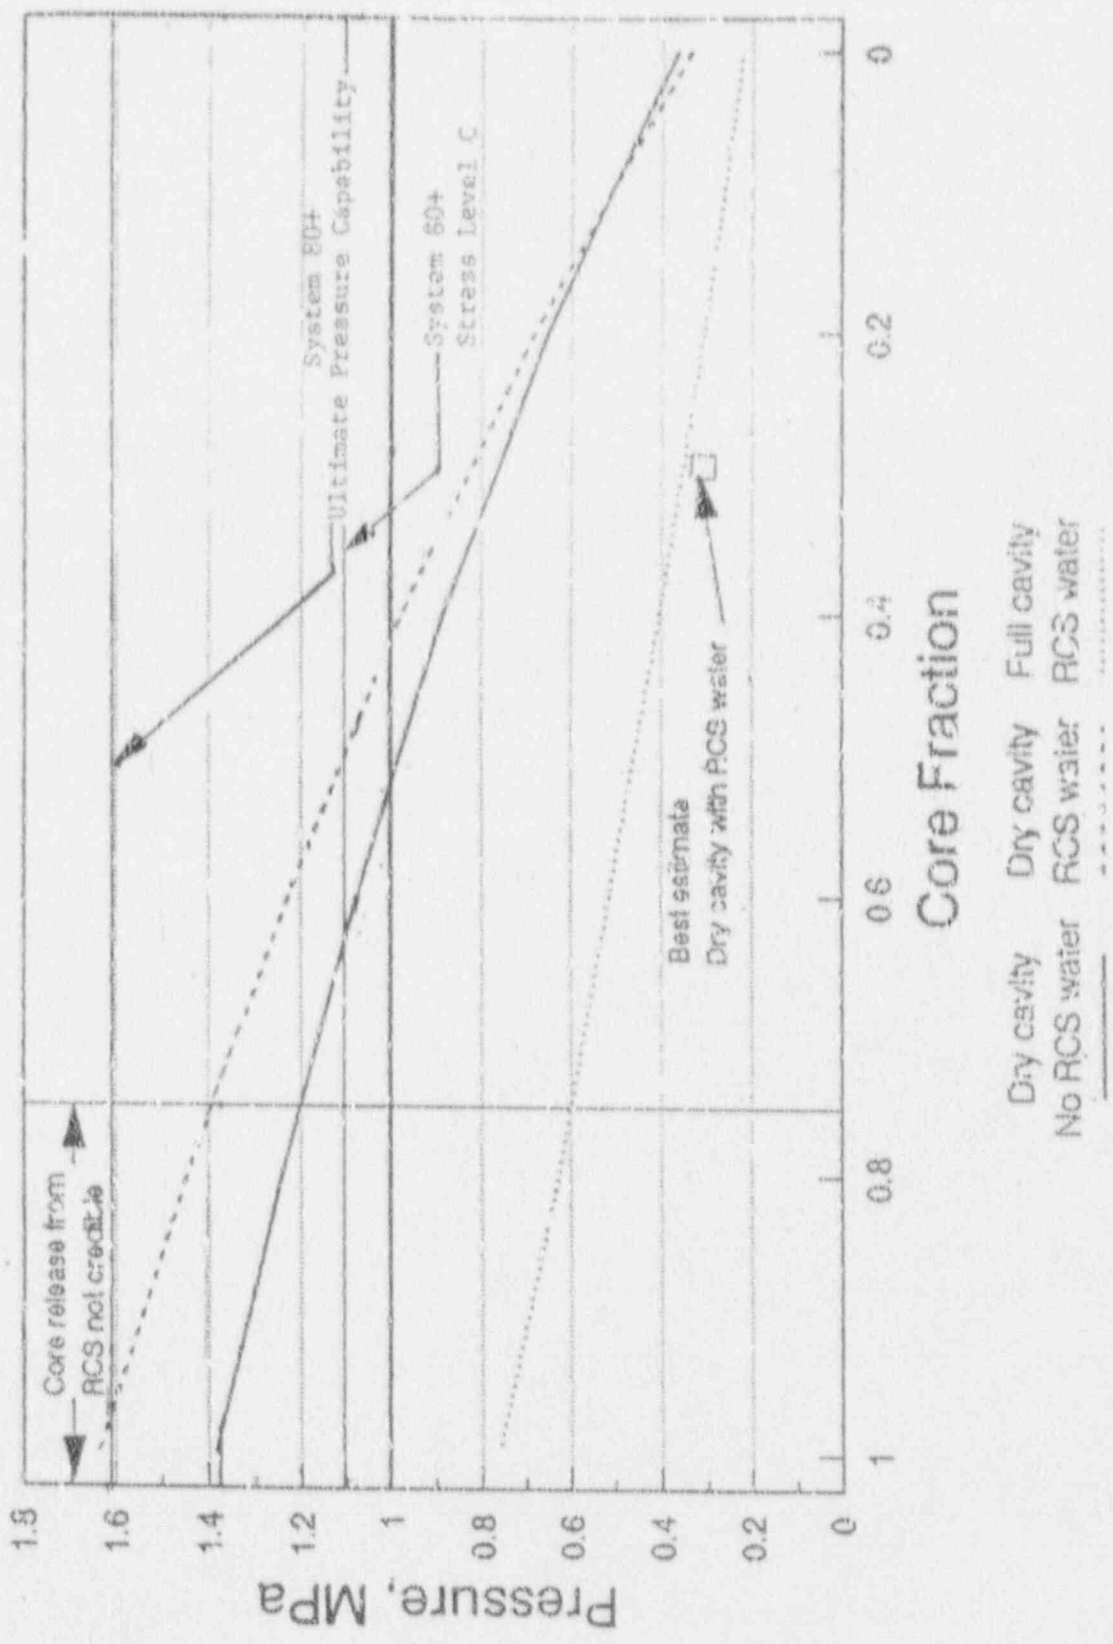 Pressure, MPa
1.8
1.6
1.4
1.2
1
0.8
0.6
0.4
0.2
0
Core release from
RCS not credible
System 80+
Ultimate Pressure Capability
System 80+
Stress Level C
Best estimate
Dry cavity with RCS water
1
0.8
0.6
0.4
0.2
0
Core Fraction
Dry cavity Dry cavity Full cavity
No RCS water RCS water RCS water